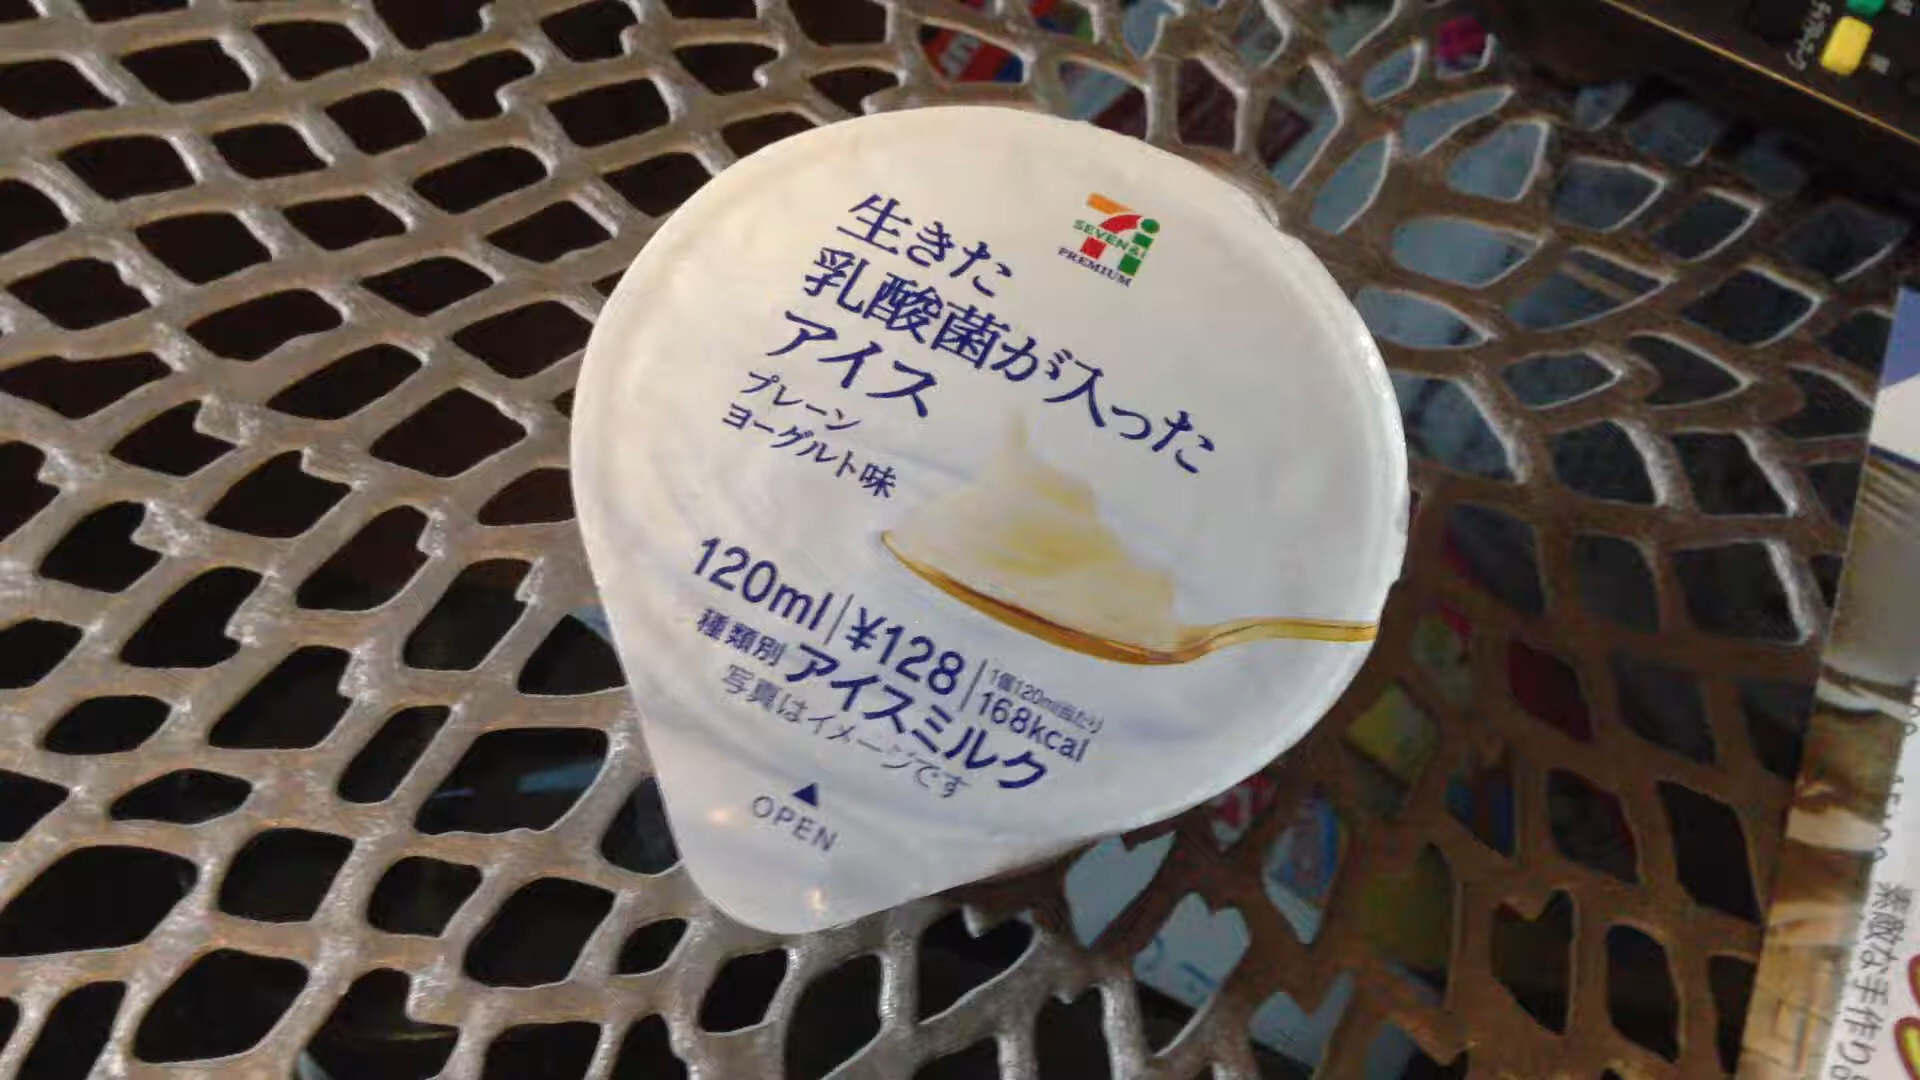 SEVEN&i
PREMIUM
生きた
乳酸菌が入った
アイス
プレーン
ヨーグルト味
120ml|¥128|1個120ml当たり
168kcal
種類別 アイスミルク
写真はイメージです
▲
OPEN
素敵な手作り